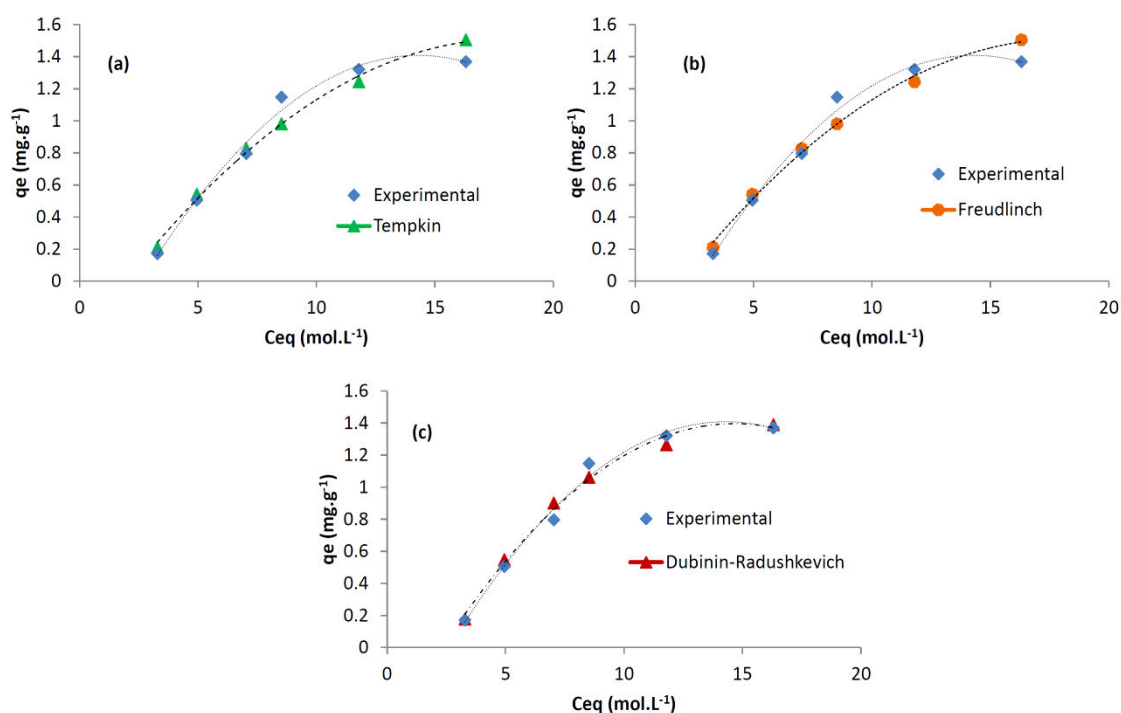 1.6
1.4
1.2
1
0.8
0.6
0.4
0.2
0
qe (mg.g-1)
(a)
Experimental
Tempkin
0 5 10 15 20
Ceq (mol.L-1)
1.6
1.4
1.2
1
0.8
0.6
0.4
0.2
0
qe (mg.g-1)
(b)
Experimental
Freudlinch
0 5 10 15 20
Ceq (mol.L-1)
1.6
1.4
1.2
1
0.8
0.6
0.4
0.2
0
qe (mg.g-1)
(c)
Experimental
Dubinin-Radushkevich
0 5 10 15 20
Ceq (mol.L-1)